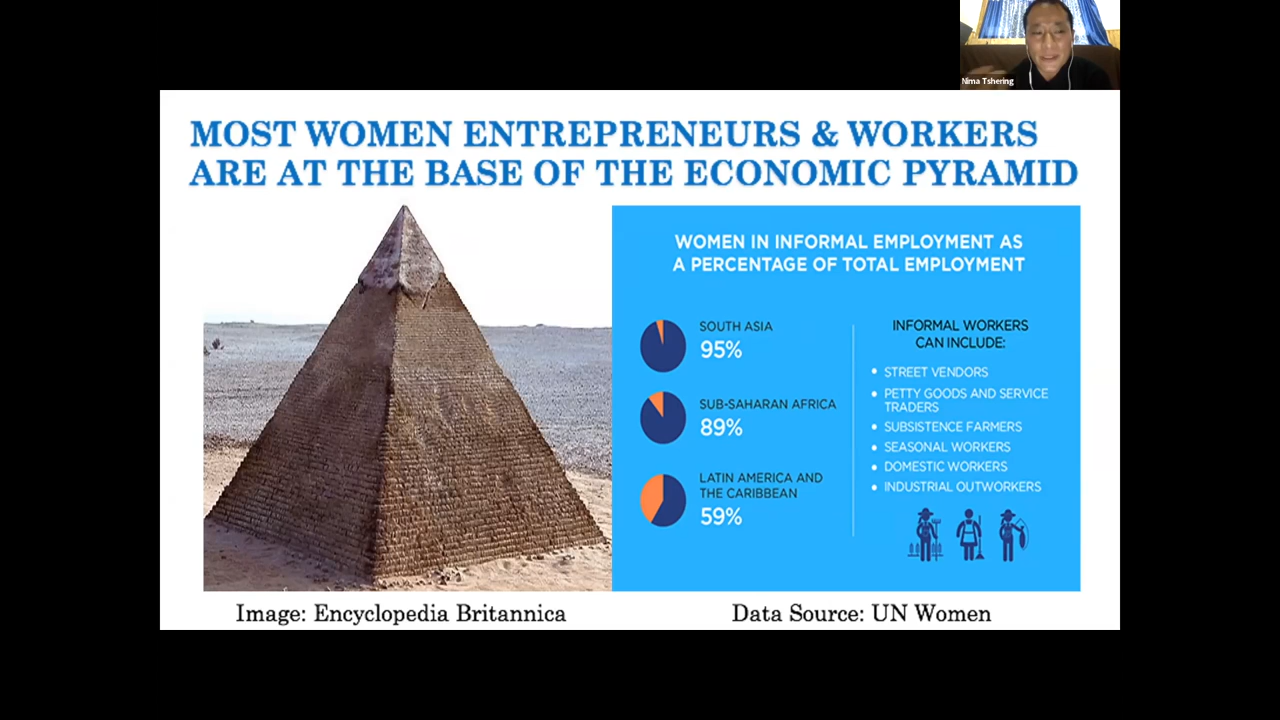 Nima Tshering
MOST WOMEN ENTREPRENEURS & WORKERS
ARE AT THE BASE OF THE ECONOMIC PYRAMID
WOMEN IN INFORMAL EMPLOYMENT AS
A PERCENTAGE OF TOTAL EMPLOYMENT
SOUTH ASIA
95%
SUB-SAHARAN AFRICA
89%
LATIN AMERICA AND
THE CARIBBEAN
59%
INFORMAL WORKERS
CAN INCLUDE:
• STREET VENDORS
• PETTY GOODS AND SERVICE
TRADERS
• SUBSISTENCE FARMERS
• SEASONAL WORKERS
• DOMESTIC WORKERS
• INDUSTRIAL OUTWORKERS
Image: Encyclopedia Britannica
Data Source: UN Women